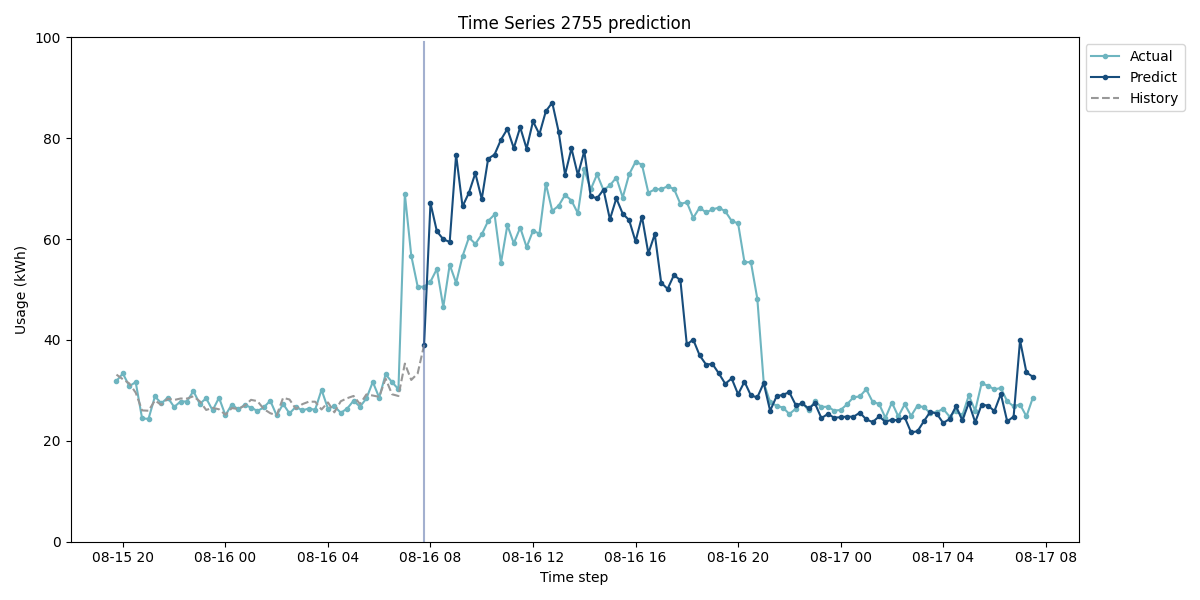 Time Series 2755 prediction
Usage (kWh)
100
80
60
40
20
0
08-15 20
08-16 00
08-16 04
08-16 08
08-16 12
08-16 16
08-16 20
08-17 00
08-17 04
08-17 08
Time step
Actual
Predict
History